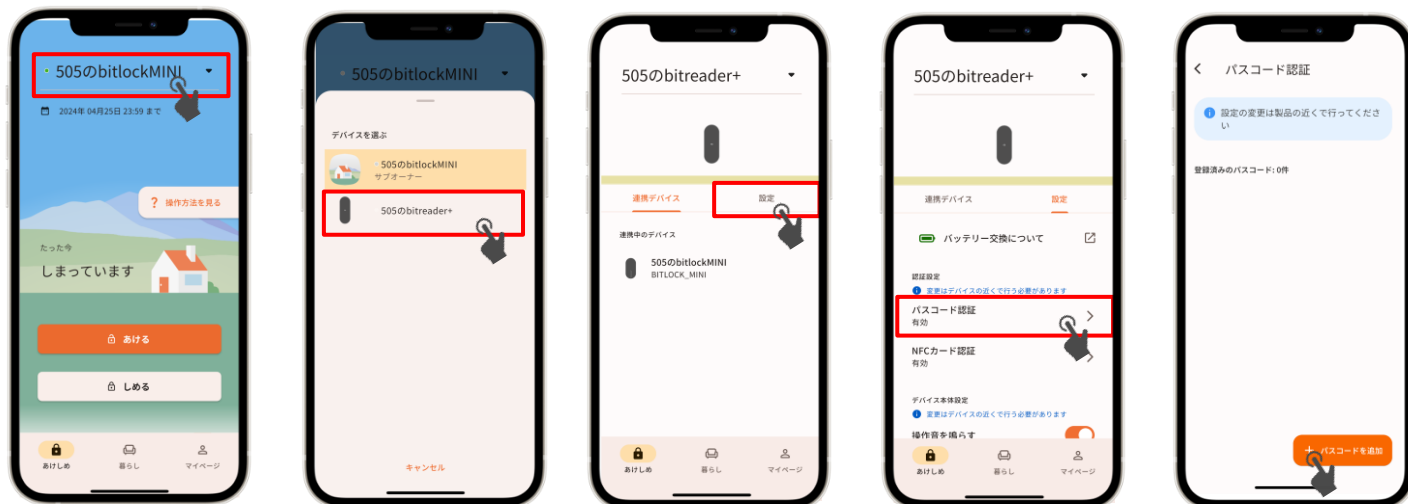 505のbitlockMINI
2024年 04月25日 23:59 まで
? 操作方法を見る
たった今
しまっています
あける
しめる
あけしめ
暮らし
マイページ
505のbitlockMINI
デバイスを選ぶ
505のbitlockMINI
サブオーナー
505のbitreader+
キャンセル
505のbitreader+
連携デバイス
設定
連携中のデバイス
505のbitlockMINI
BITLOCK_MINI
あけしめ
暮らし
マイページ
505のbitreader+
連携デバイス
設定
バッテリー交換について
認証設定
変更はデバイスの近くで行う必要があります
パスコード認証
有効
NFCカード認証
有効
デバイス本体設定
変更はデバイスの近くで行う必要があります
操作音を鳴らす
あけしめ
暮らし
マイページ
パスコード認証
設定の変更は製品の近くで行ってくださ
い
登録済みのパスコード: 0件
+ パスコードを追加